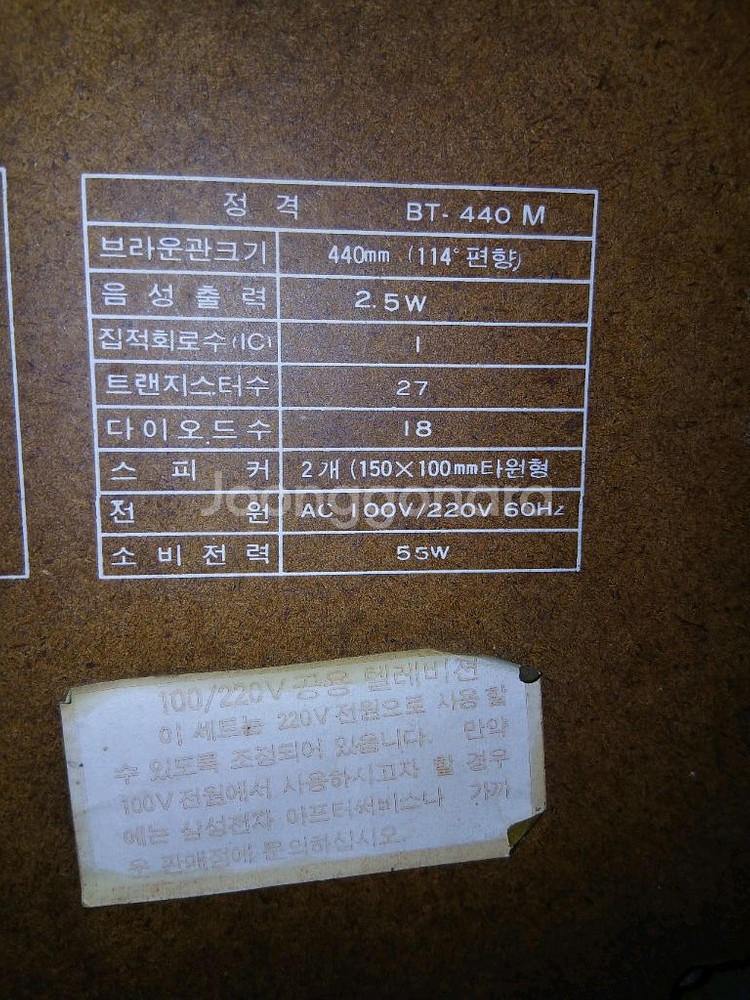 정 격 BT- 440 M
브라운관크기 440mm (114° 편향)
음 성 출 력 2.5W
집적회로수(IC) 1
트랜지스터수 27
다이오드수 18
스 피 커 2개 (150×100mm타원형
전 원 AC 100V/220V 60Hz
소 비 전 력 55W
Joonggonara
100/220V 공용 텔레비젼
이 세트는 220V 전원으로 사용 할
수 있도록 조정되어 있읍니다. 만약
100V 전원에서 사용하시고자 할 경우
에는 삼성전자 아프터써비스나 가까
운 판매점에 문의하십시오.